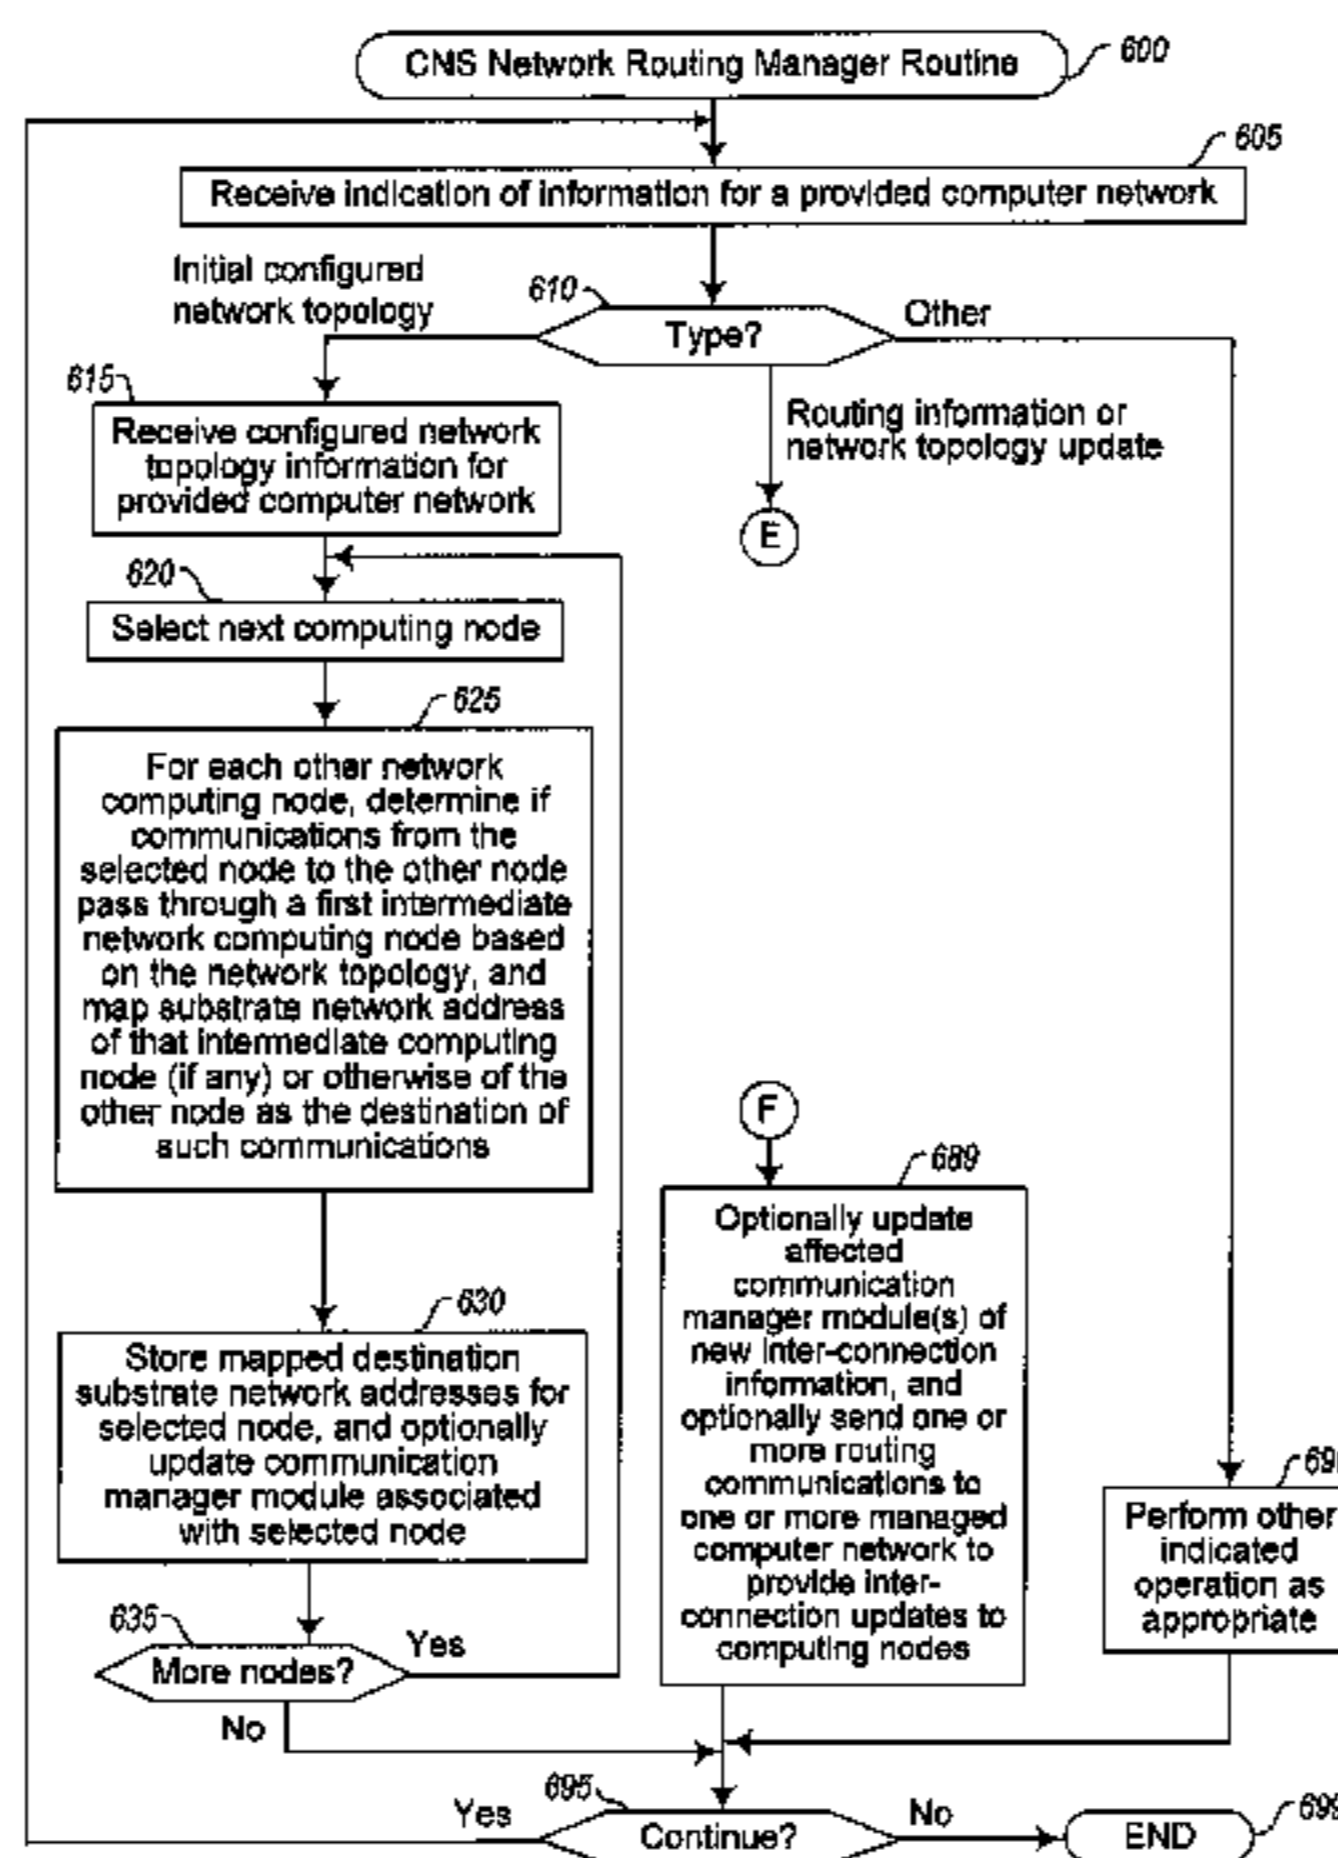 CNS Network Routing Manager Routine
600
605
Receive indication of information for a provided computer network
Initial configured
network topology
610
Type?
Other
615
Receive configured network
topology information for
provided computer network
Routing information or
network topology update
E
620
Select next computing node
625
For each other network
computing node, determine if
communications from the
selected node to the other node
pass through a first intermediate
network computing node based
on the network topology, and
map substrate network address
of that intermediate computing
node (if any) or otherwise of the
other node as the destination of
such communications
F
689
Optionally update
affected
communication
manager module(s) of
new inter-connection
information, and
optionally send one or
more routing
communications to
one or more managed
computer network to
provide inter-
connection updates to
computing nodes
630
Store mapped destination
substrate network addresses for
selected node, and optionally
update communication
manager module associated
with selected node
Perform other
indicated
operation as
appropriate
635
More nodes?
Yes
No
695
Yes
Continue?
No
END
699